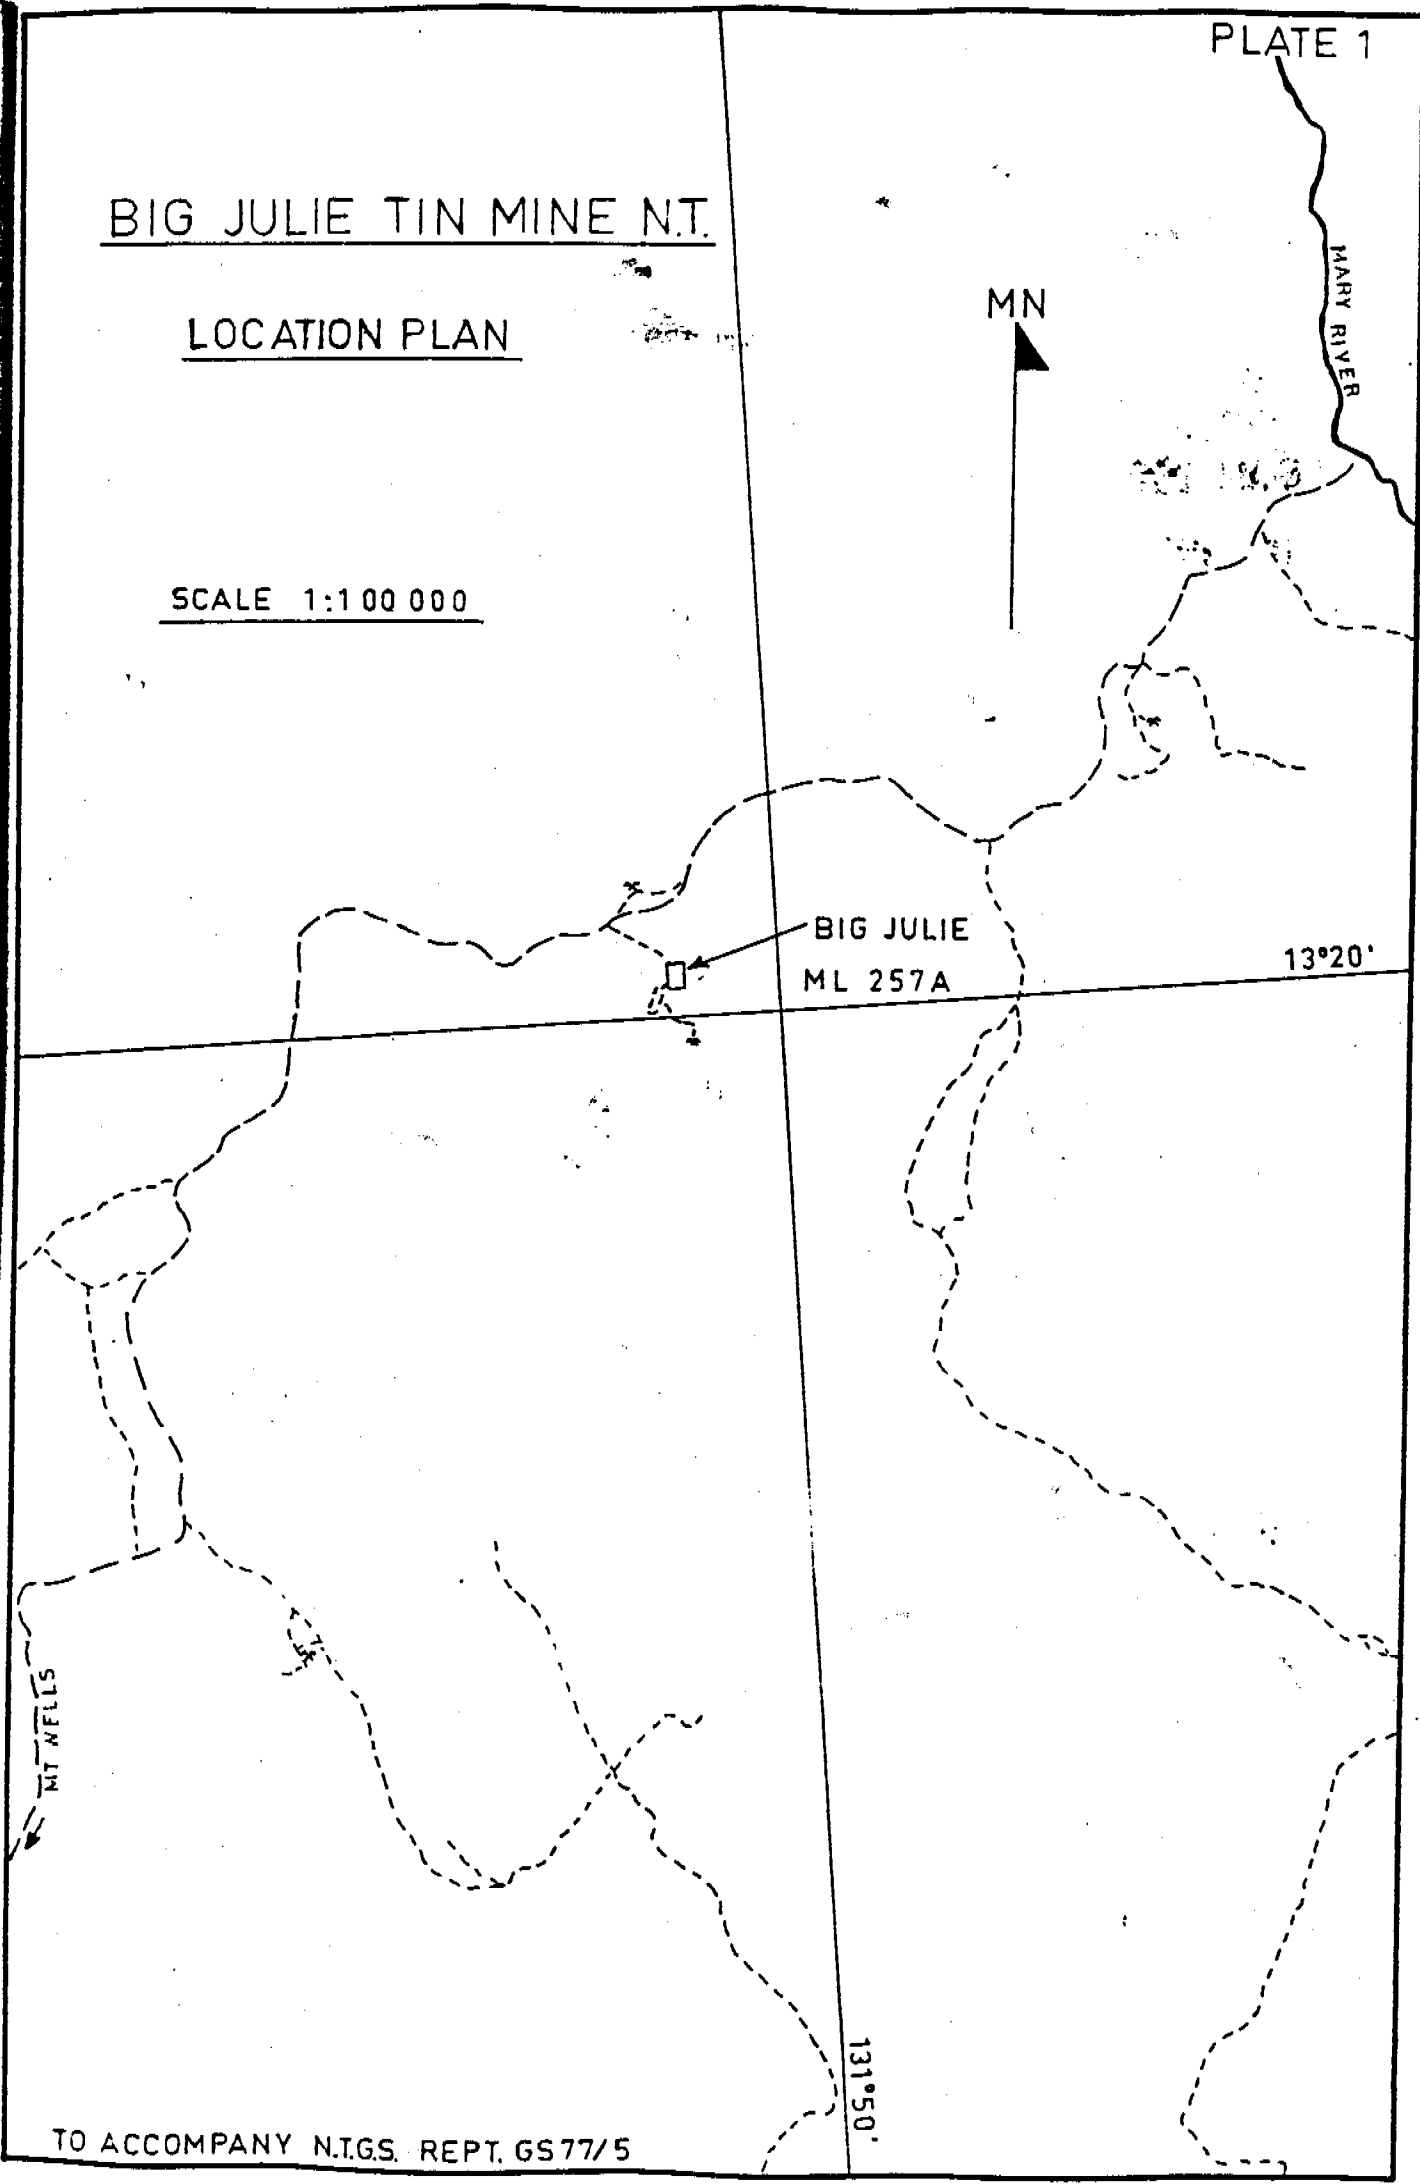 PLATE 1
BIG JULIE TIN MINE N.T.
LOCATION PLAN
MN
MARY RIVER
SCALE 1:100 000
BIG JULIE
ML 257A
13°20'
MT WELLS
131°50'
TO ACCOMPANY N.T.G.S. REPT. GS77/5